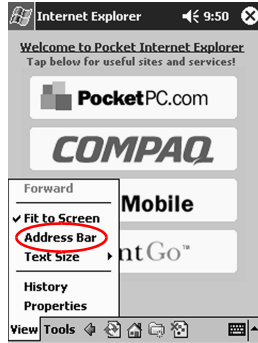 Internet Explorer 9:50
Welcome to Pocket Internet Explorer
Tap below for useful sites and services!
PocketPC.com
COMPAQ
Mobile
ntGo™
Forward
Fit to Screen
Address Bar
Text Size
History
Properties
View Tools